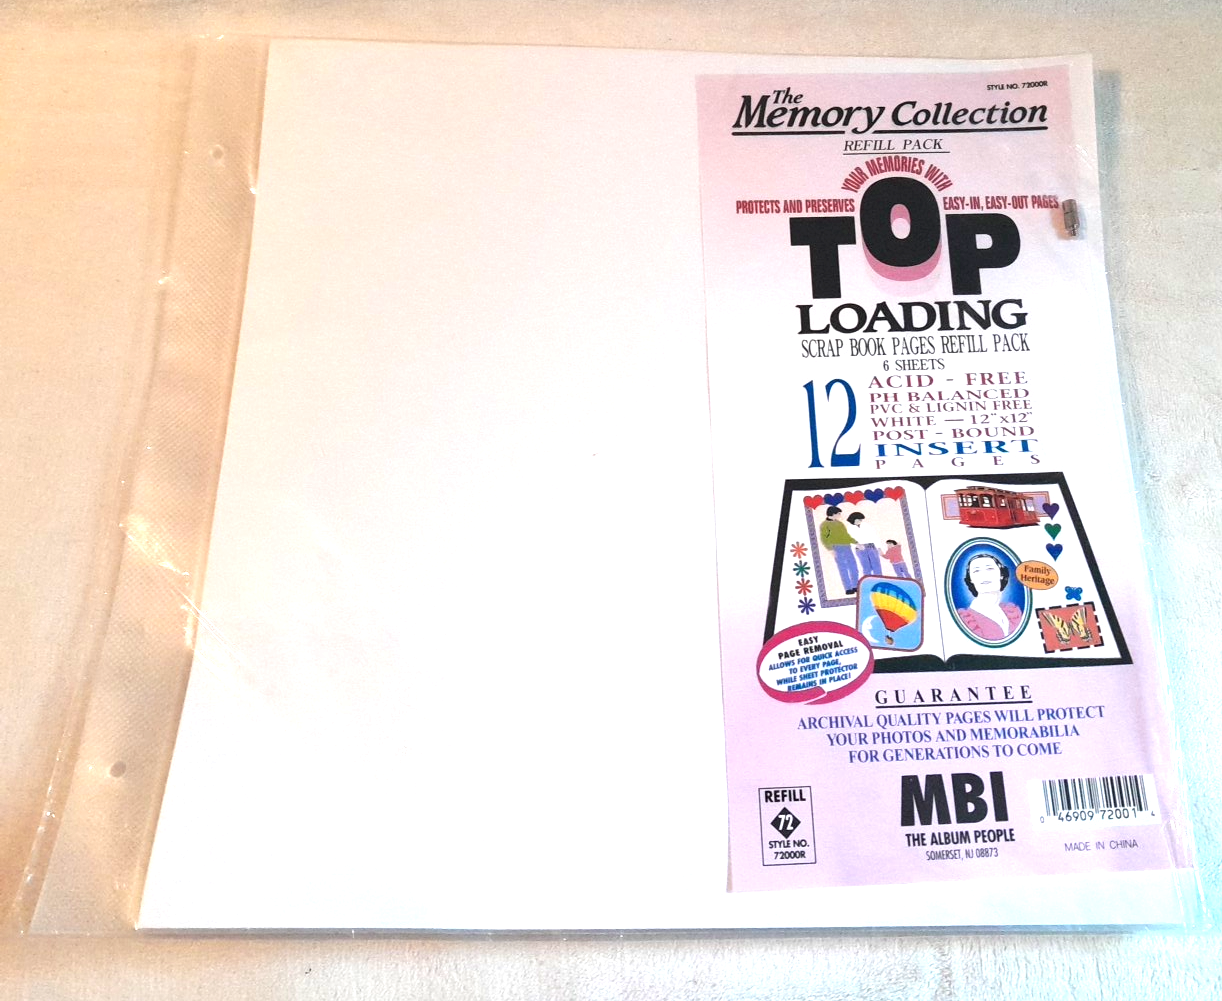 STYLE NO. 72000R
The
Memory Collection
REFILL PACK
YOUR MEMORIES WITH
PROTECTS AND PRESERVES
EASY-IN, EASY-OUT PAGES
TOP
LOADING
SCRAP BOOK PAGES REFILL PACK
6 SHEETS
12
ACID - FREE
PH BALANCED
PVC & LIGNIN FREE
WHITE — 12" x12"
POST - BOUND
INSERT
PAGES
Family
Heritage
EASY
PAGE REMOVAL
ALLOWS FOR QUICK ACCESS
TO EVERY PAGE,
WHILE SHEET PROTECTOR
REMAINS IN PLACE!
GUARANTEE
ARCHIVAL QUALITY PAGES WILL PROTECT
YOUR PHOTOS AND MEMORABILIA
FOR GENERATIONS TO COME
REFILL
72
STYLE NO.
72000R
MBI
THE ALBUM PEOPLE
SOMERSET, NJ 08873
0 46909 72001 4
MADE IN CHINA